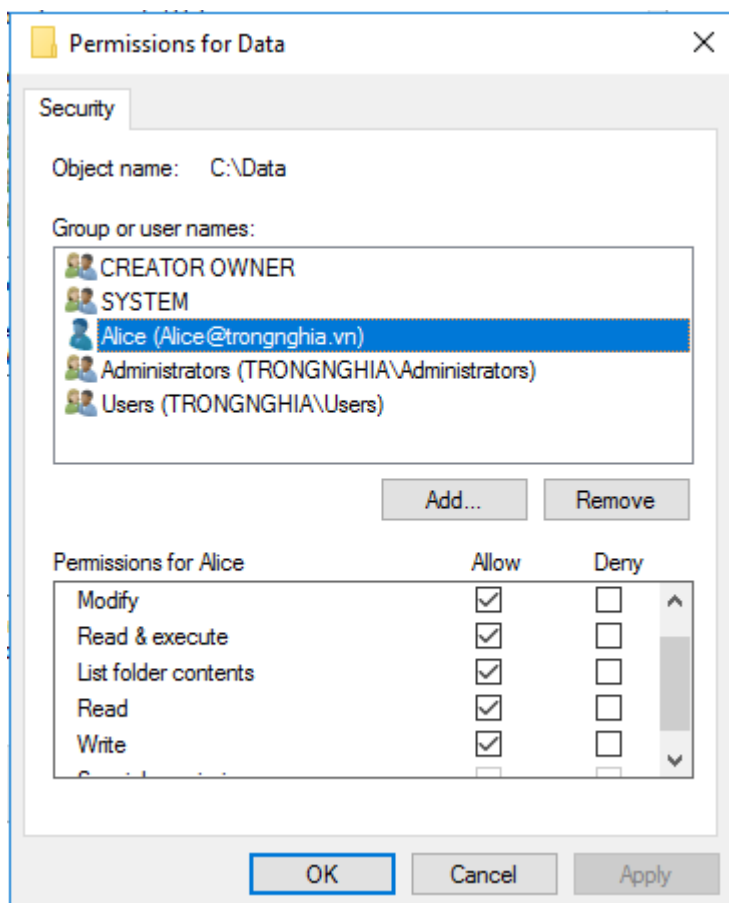 Permissions for Data
Security
Object name: C:\Data
Group or user names:
CREATOR OWNER
SYSTEM
Alice (Alice@trongnghia.vn)
Administrators (TRONGNGHIA\Administrators)
Users (TRONGNGHIA\Users)
Add... Remove
Permissions for Alice Allow Deny
Modify
Read & execute
List folder contents
Read
Write
OK Cancel Apply